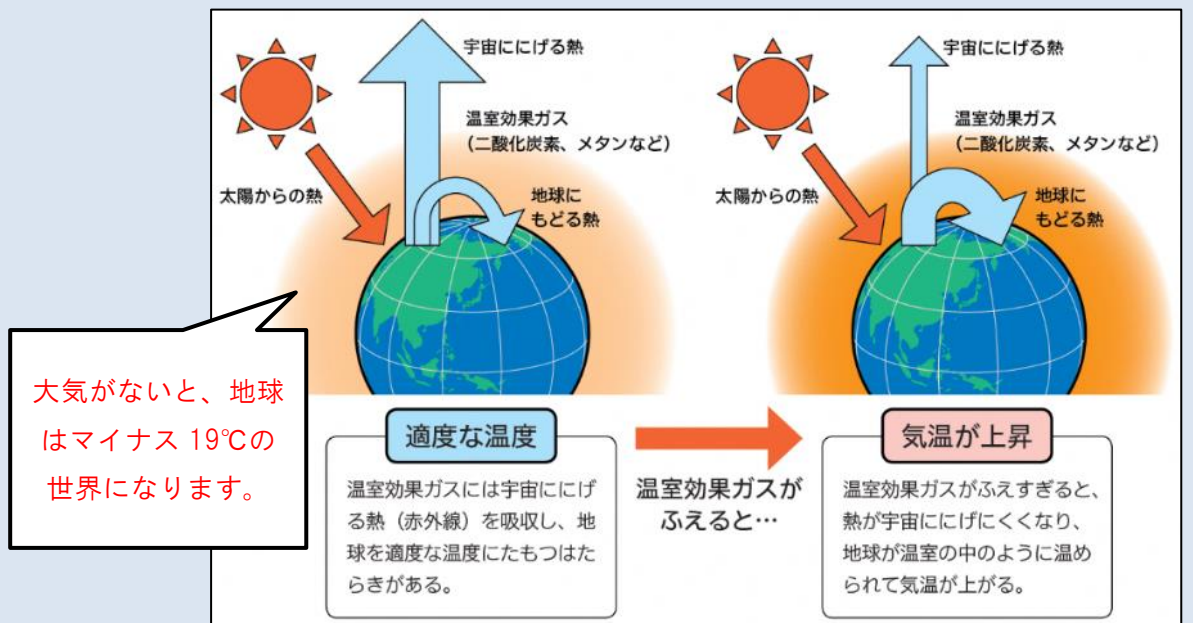 宇宙ににげる熱
温室効果ガス
(二酸化炭素、メタンなど)
太陽からの熱
地球に
もどる熱
宇宙ににげる熱
温室効果ガス
(二酸化炭素、メタンなど)
太陽からの熱
地球に
もどる熱
大気がないと、地球
はマイナス 19℃の
世界になります。
適度な温度
温室効果ガスには宇宙ににげ
る熱（赤外線）を吸収し、地
球を適度な温度にたもつはた
らきがある。
温室効果ガスが
ふえると…
気温が上昇
温室効果ガスがふえすぎると、
熱が宇宙ににげにくくなり、
地球が温室の中のように温め
られて気温が上がる。